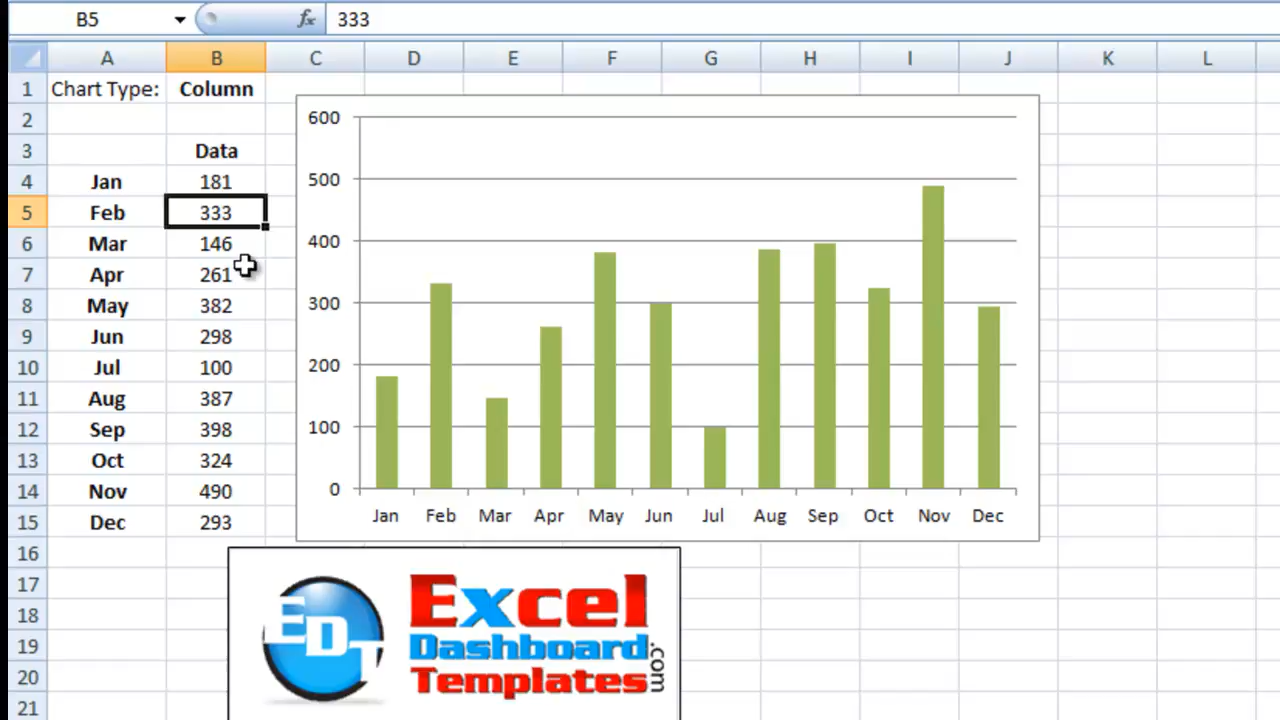 B5 fx 333
A B C D E F G H I J K L
1 Chart Type: Column
2
3 Data
4 Jan 181
5 Feb 333
6 Mar 146
7 Apr 261
8 May 382
9 Jun 298
10 Jul 100
11 Aug 387
12 Sep 398
13 Oct 324
14 Nov 490
15 Dec 293
16
17
18
19
20
21
600
500
400
300
200
100
0
Jan Feb Mar Apr May Jun Jul Aug Sep Oct Nov Dec
EDT
Excel
Dashboard
Templates
.com